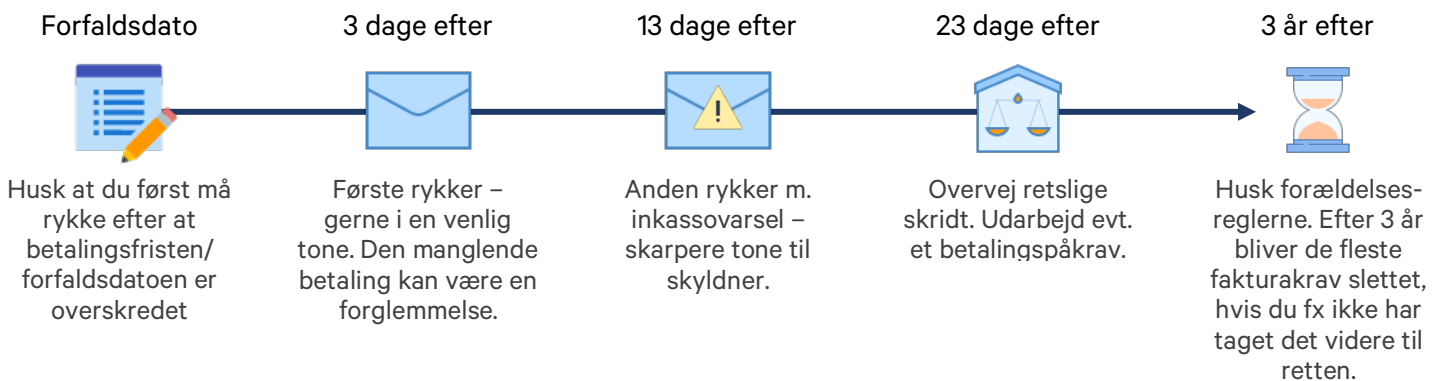 Forfaldsdato
Husk at du først må
rykke efter at
betalingsfristen/
forfaldsdatoen er
overskredet
3 dage efter
Første rykker –
gerne i en venlig
tone. Den manglende
betaling kan være en
forglemmelse.
13 dage efter
!
Anden rykker m.
inkassovarsel –
skarpere tone til
skyldner.
23 dage efter
Overvej retslige
skridt. Udarbejd evt.
et betalingspåkrav.
3 år efter
Husk forældelses-
reglerne. Efter 3 år
bliver de fleste
fakturakrav slettet,
hvis du fx ikke har
taget det videre til
retten.